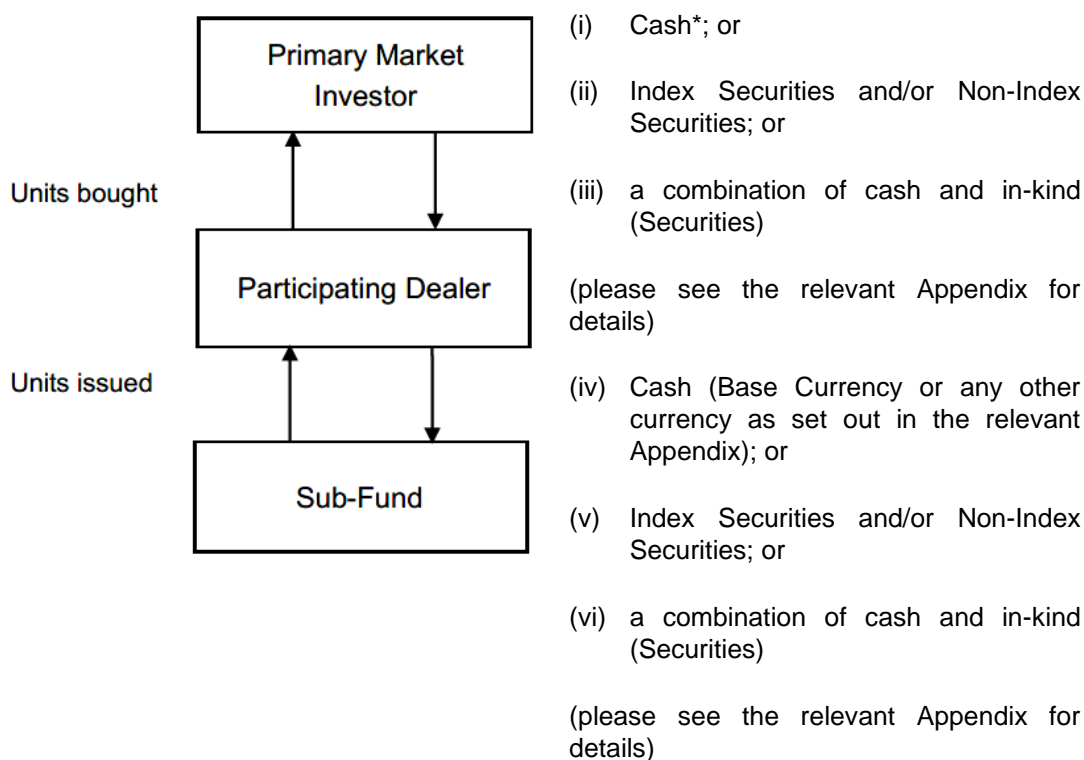 Primary Market
Investor
Units bought
Participating Dealer
Units issued
Sub-Fund
(i) Cash*; or
(ii) Index Securities and/or Non-Index
Securities; or
(iii) a combination of cash and in-kind
(Securities)
(please see the relevant Appendix for
details)
(iv) Cash (Base Currency or any other
currency as set out in the relevant
Appendix); or
(v) Index Securities and/or Non-Index
Securities; or
(vi) a combination of cash and in-kind
(Securities)
(please see the relevant Appendix for
details)